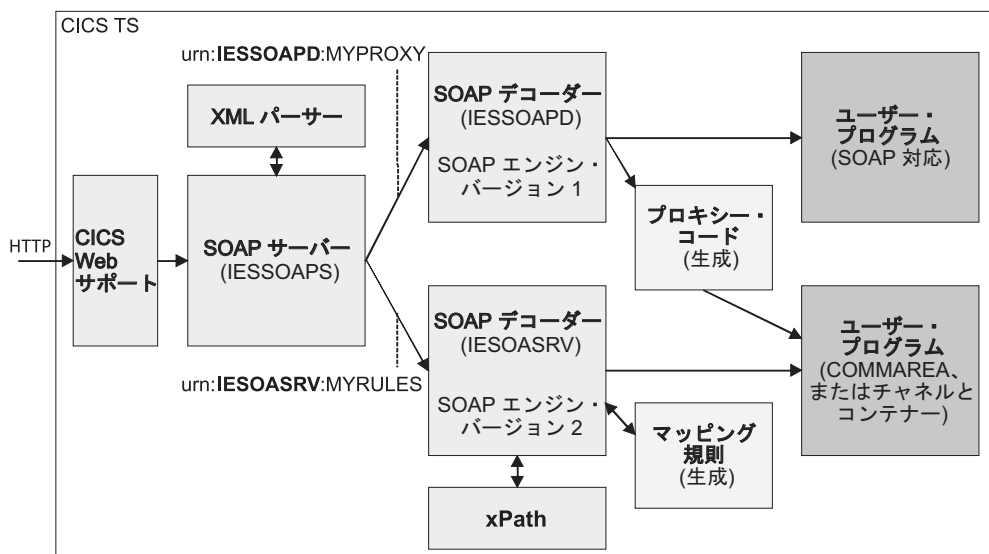 CICS TS
urn:IESSOAPD:MYPROXY
XML パーサー
SOAP デコーダー
(IESSOAPD)
SOAP エンジン・
バージョン 1
ユーザー・
プログラム
(SOAP 対応)
プロキシー・
コード
(生成)
HTTP
CICS
Web
サポート
SOAP サーバー
(IESSOAPS)
SOAP デコーダー
(IESOASRV)
SOAP エンジン・
バージョン 2
ユーザー・
プログラム
(COMMAREA、
またはチャネルと
コンテナー)
urn:IESOASRV:MYRULES
マッピング
規則
(生成)
xPath